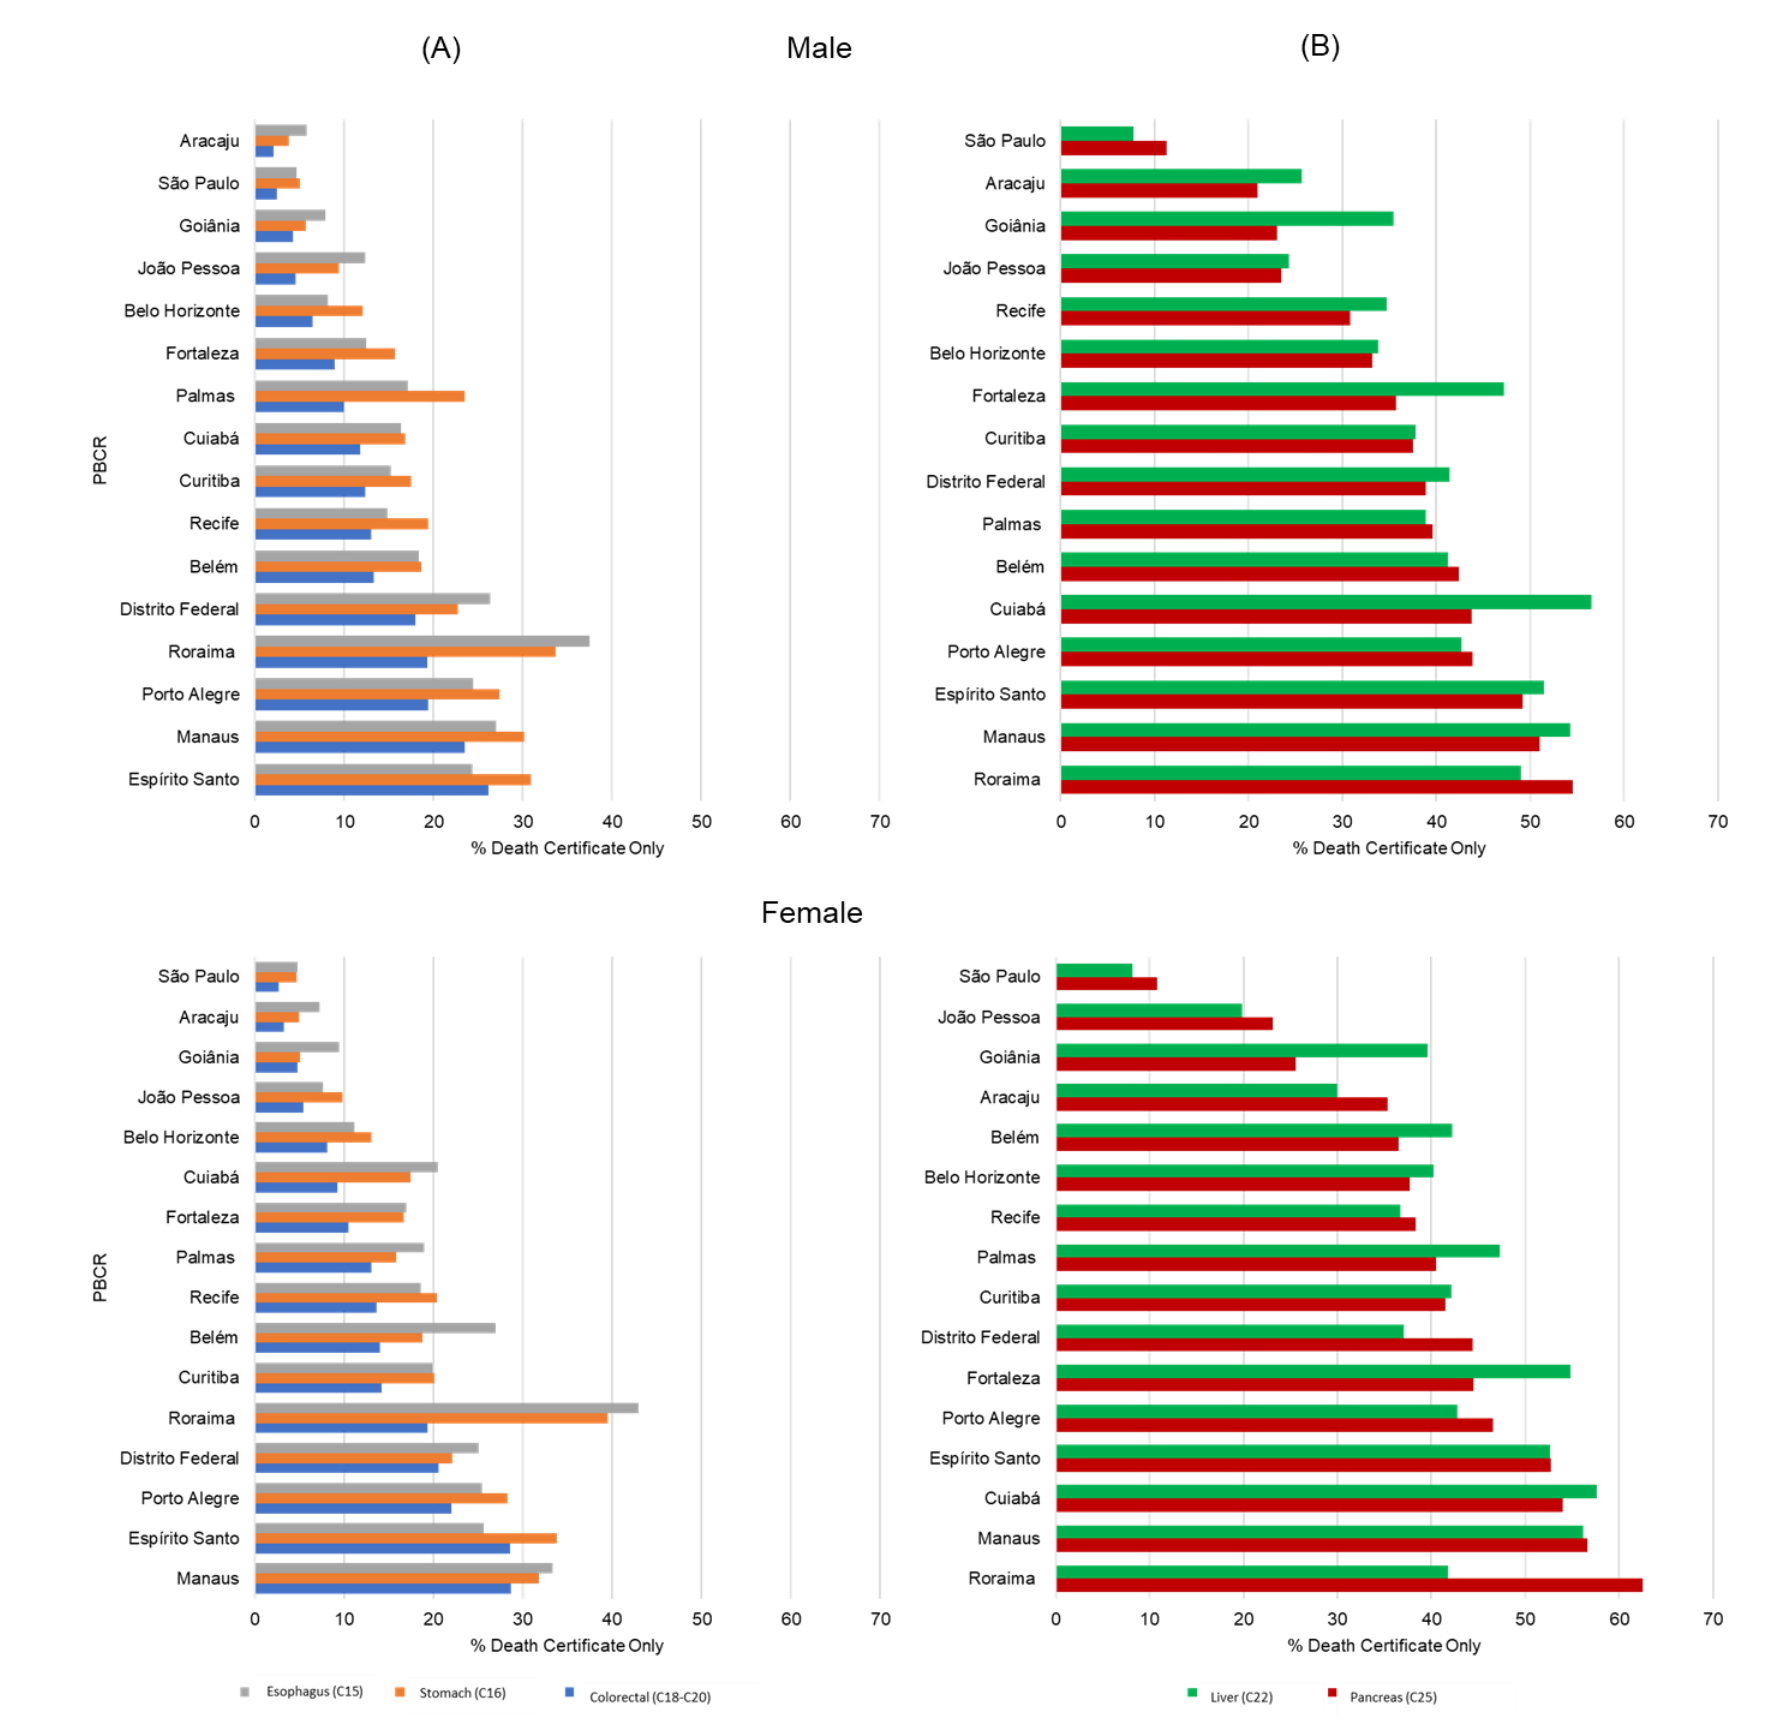 (A)
Male
(B)
PBCR
Aracaju
São Paulo
Goiânia
João Pessoa
Belo Horizonte
Fortaleza
Palmas
Cuiabá
Curitiba
Recife
Belém
Distrito Federal
Roraima
Porto Alegre
Manaus
Espírito Santo
0 10 20 30 40 50 60 70
% Death Certificate Only
São Paulo
Aracaju
Goiânia
João Pessoa
Recife
Belo Horizonte
Fortaleza
Curitiba
Distrito Federal
Palmas
Belém
Cuiabá
Porto Alegre
Espírito Santo
Manaus
Roraima
0 10 20 30 40 50 60 70
% Death Certificate Only
Female
PBCR
São Paulo
Aracaju
Goiânia
João Pessoa
Belo Horizonte
Cuiabá
Fortaleza
Palmas
Recife
Belém
Curitiba
Roraima
Distrito Federal
Porto Alegre
Espírito Santo
Manaus
0 10 20 30 40 50 60 70
% Death Certificate Only
São Paulo
João Pessoa
Goiânia
Aracaju
Belém
Belo Horizonte
Recife
Palmas
Curitiba
Distrito Federal
Fortaleza
Porto Alegre
Espírito Santo
Cuiabá
Manaus
Roraima
0 10 20 30 40 50 60 70
% Death Certificate Only
Esophagus (C15) Stomach (C16) Colorectal (C18-C20)
Liver (C22) Pancreas (C25)